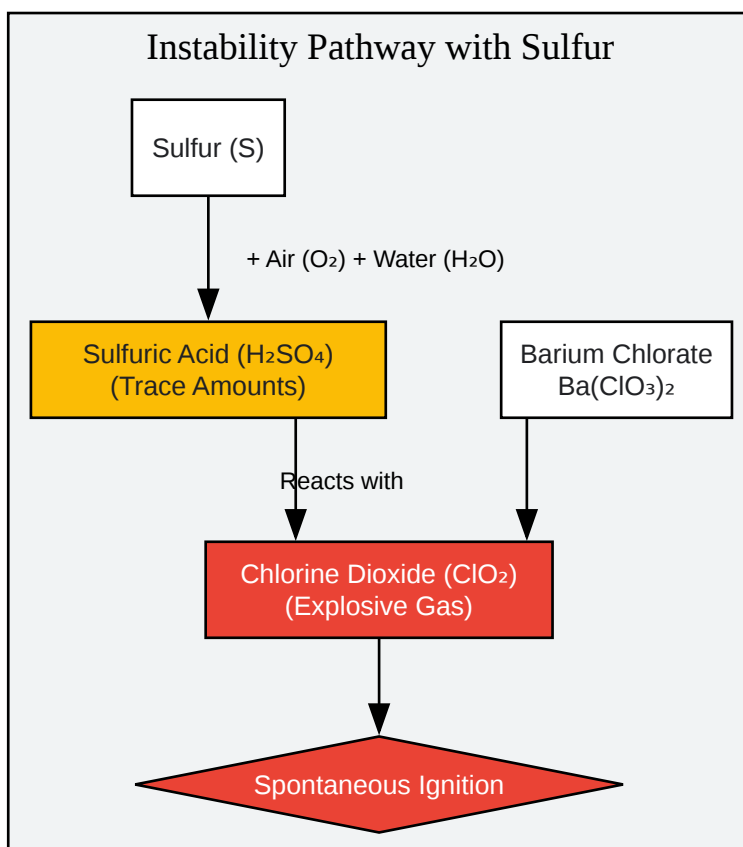 Instability Pathway with Sulfur
Sulfur (S)
+ Air (O₂) + Water (H₂O)
Sulfuric Acid (H₂SO₄)
(Trace Amounts)
Barium Chlorate
Ba(ClO₃)₂
Reacts with
Chlorine Dioxide (ClO₂)
(Explosive Gas)
Spontaneous Ignition